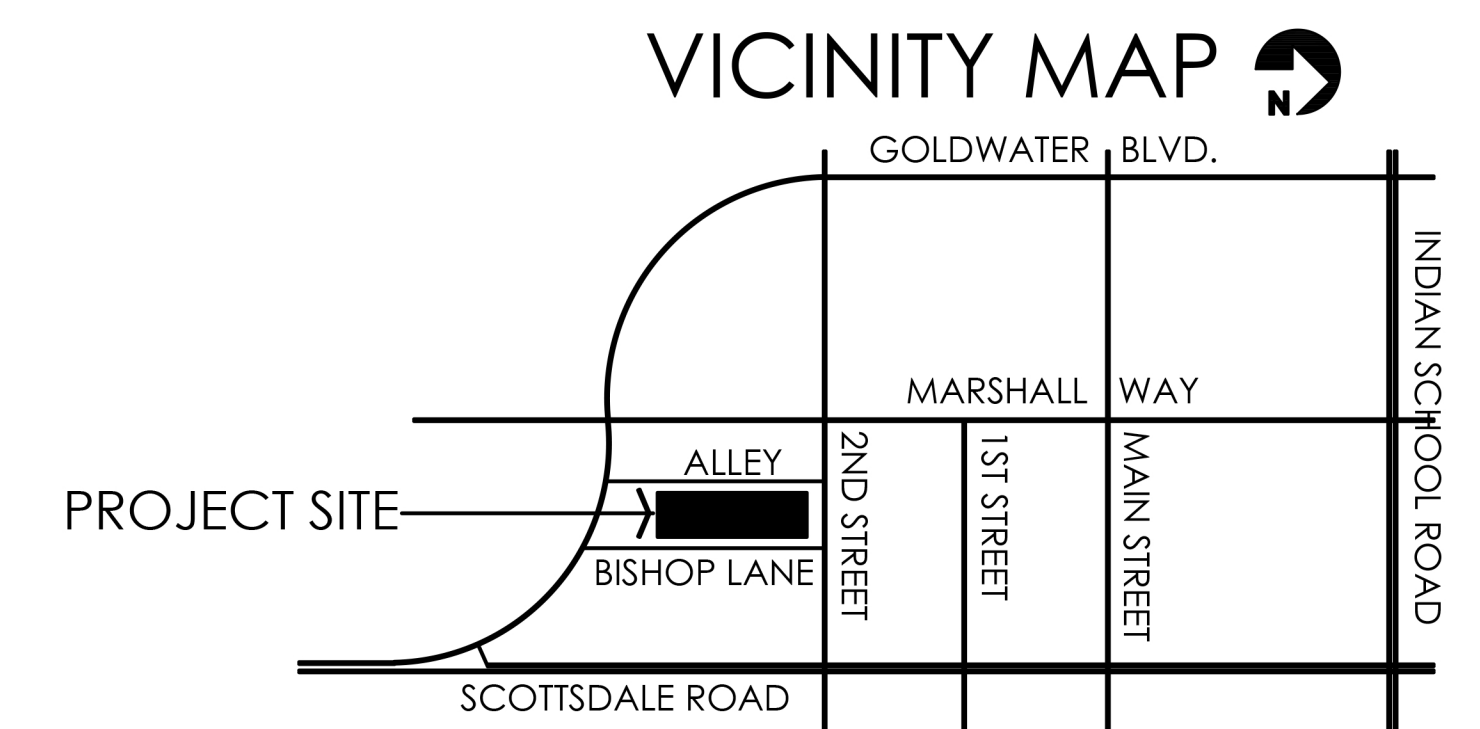 VICINITY MAP
N
GOLDWATER BLVD.
INDIAN SCHOOL ROAD
MARSHALL WAY
2ND STREET
1ST STREET
MAIN STREET
ALLEY
PROJECT SITE
BISHOP LANE
SCOTTSDALE ROAD